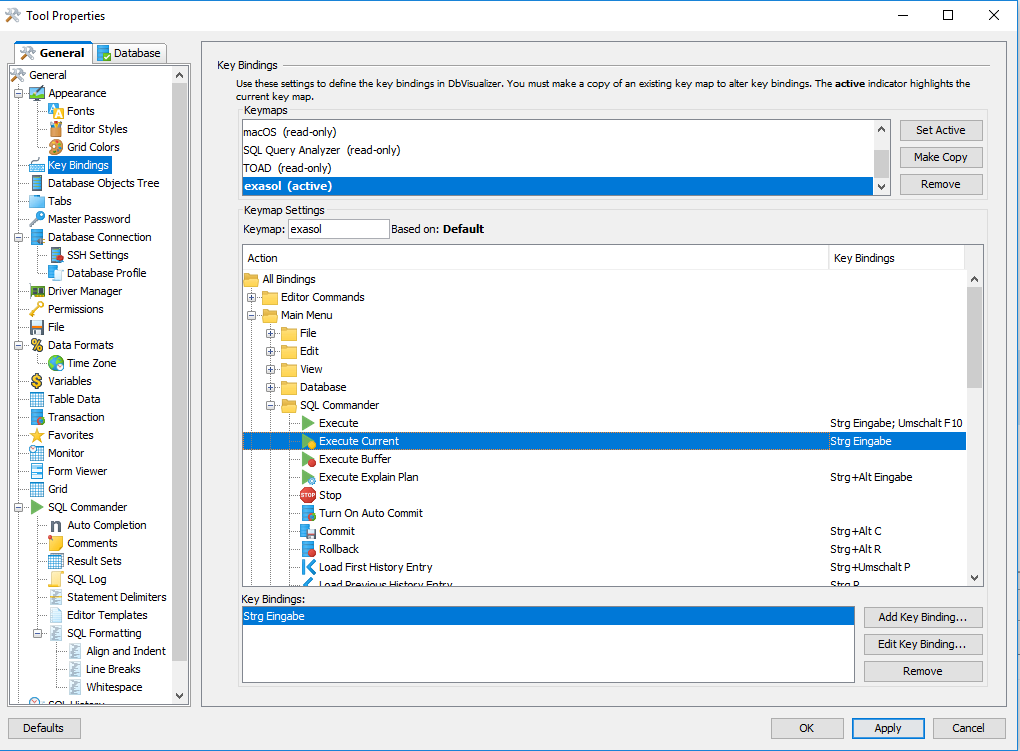 Tool Properties
General
Database
General
Appearance
Fonts
Editor Styles
Grid Colors
Key Bindings
Database Objects Tree
Tabs
Master Password
Database Connection
SSH Settings
Database Profile
Driver Manager
Permissions
File
Data Formats
Time Zone
Variables
Table Data
Transaction
Favorites
Monitor
Form Viewer
Grid
SQL Commander
Auto Completion
Comments
Result Sets
SQL Log
Statement Delimiters
Editor Templates
SQL Formatting
Align and Indent
Line Breaks
Whitespace
SQL History
Key Bindings
Use these settings to define the key bindings in DbVisualizer. You must make a copy of an existing key map to alter key bindings. The active indicator highlights the
current key map.
Keymaps
macOS (read-only)
SQL Query Analyzer (read-only)
TOAD (read-only)
exasol (active)
Set Active
Make Copy
Remove
Keymap Settings
Keymap: exasol Based on: Default
Action Key Bindings
All Bindings
Editor Commands
Main Menu
File
Edit
View
Database
SQL Commander
Execute Strg Eingabe; Umschalt F10
Execute Current Strg Eingabe
Execute Buffer
Execute Explain Plan Strg+Alt Eingabe
STOP Stop
Turn On Auto Commit
Commit Strg+Alt C
Rollback Strg+Alt R
Load First History Entry Strg+Umschalt P
Load Previous History Entry Strg P
Key Bindings:
Strg Eingabe
Add Key Binding...
Edit Key Binding...
Remove
Defaults
OK
Apply
Cancel